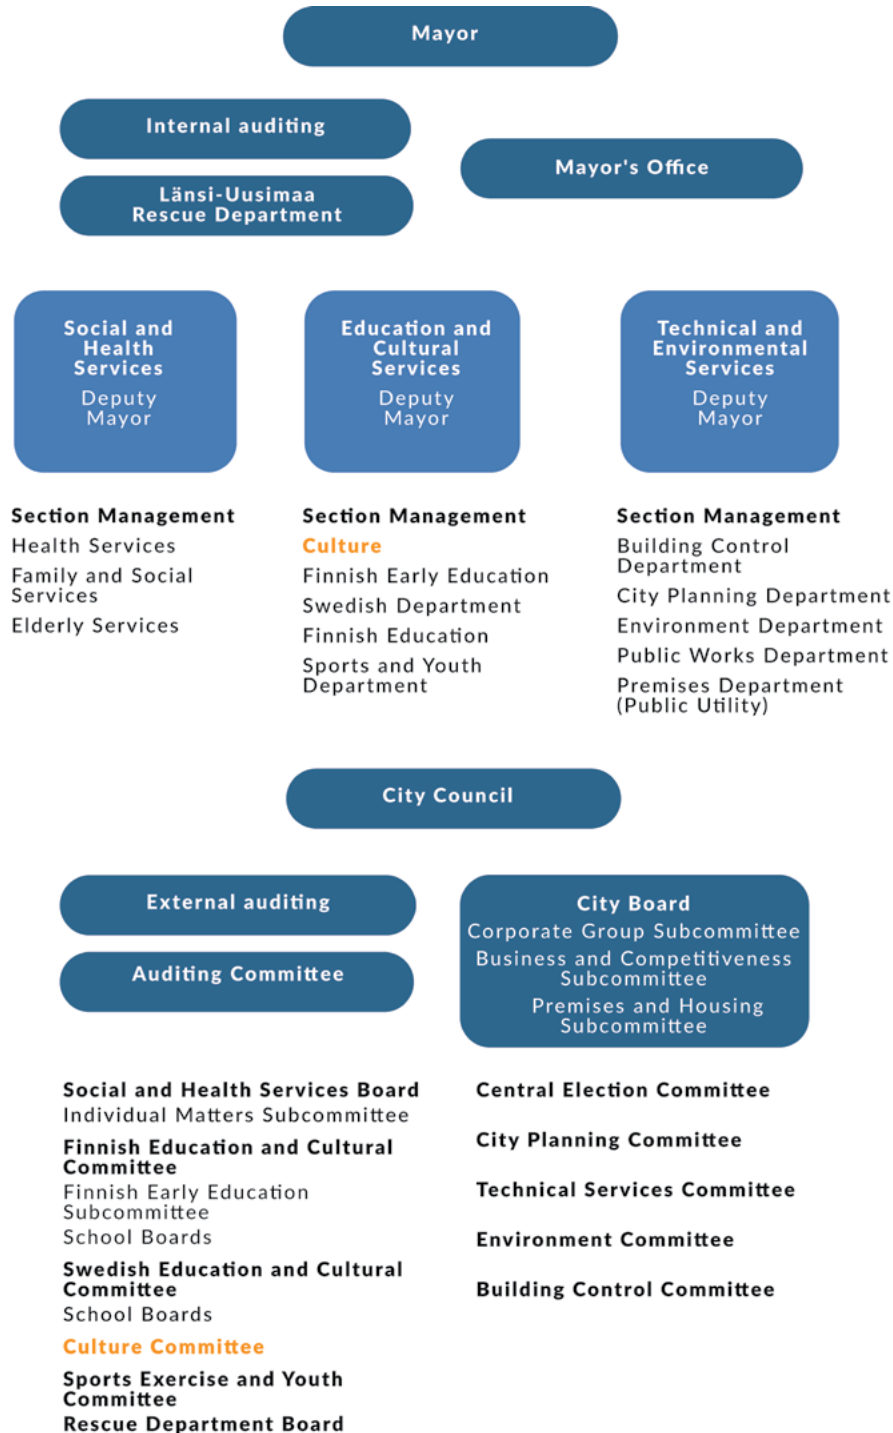 Mayor
Internal auditing
Mayor's Office
Länsi-Uusimaa
Rescue Department
Social and
Health
Services
Deputy
Mayor
Education and
Cultural
Services
Deputy
Mayor
Technical and
Environmental
Services
Deputy
Mayor
Section Management
Health Services
Family and Social
Services
Elderly Services
Section Management
Culture
Finnish Early Education
Swedish Department
Finnish Education
Sports and Youth
Department
Section Management
Building Control
Department
City Planning Department
Environment Department
Public Works Department
Premises Department
(Public Utility)
City Council
External auditing
Auditing Committee
City Board
Corporate Group Subcommittee
Business and Competitiveness
Subcommittee
Premises and Housing
Subcommittee
Social and Health Services Board
Individual Matters Subcommittee
Finnish Education and Cultural
Committee
Finnish Early Education
Subcommittee
School Boards
Swedish Education and Cultural
Committee
School Boards
Culture Committee
Sports Exercise and Youth
Committee
Rescue Department Board
Central Election Committee
City Planning Committee
Technical Services Committee
Environment Committee
Building Control Committee